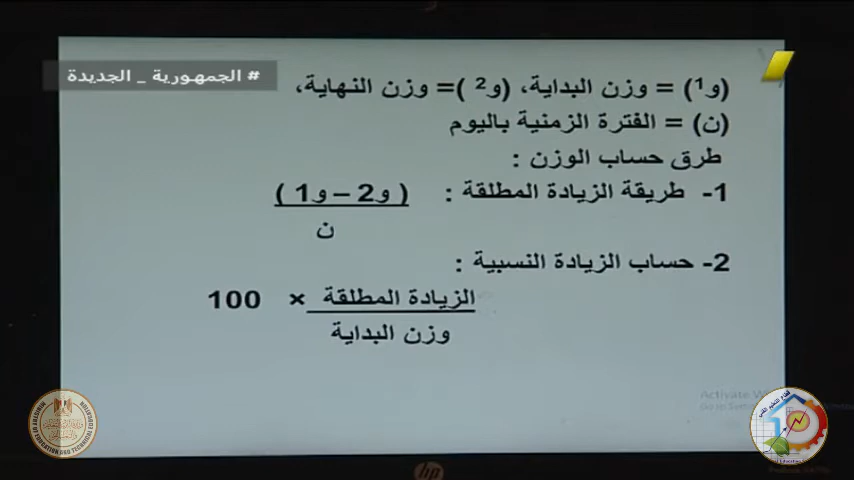 # الجمهورية _ الجديدة
(و¹) = وزن البداية، (و² )= وزن النهاية،
(ن) = الفترة الزمنية باليوم
طرق حساب الوزن :
1- طريقة الزيادة المطلقة : ( و2 – و1 )
ن
2- حساب الزيادة النسبية :
الزيادة المطلقة × 100
وزن البداية
hp